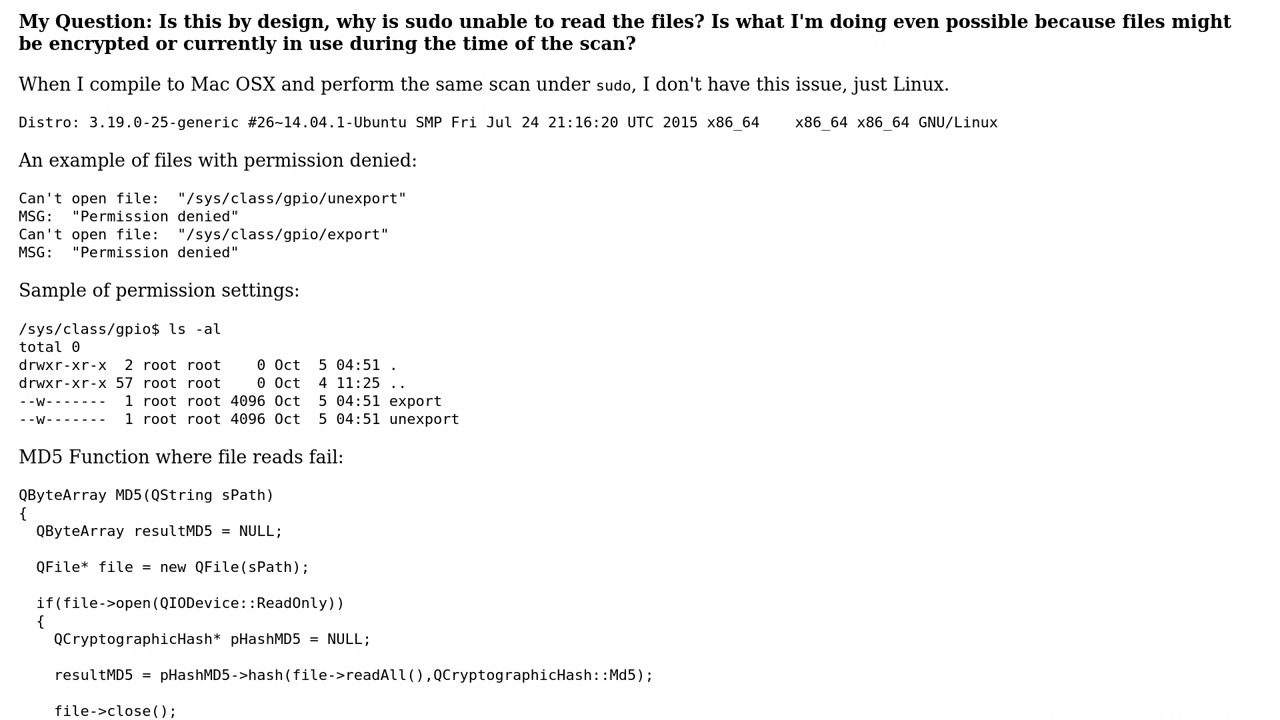 My Question: Is this by design, why is sudo unable to read the files? Is what I'm doing even possible because files might
be encrypted or currently in use during the time of the scan?
When I compile to Mac OSX and perform the same scan under sudo, I don't have this issue, just Linux.
Distro: 3.19.0-25-generic #26~14.04.1-Ubuntu SMP Fri Jul 24 21:16:20 UTC 2015 x86_64    x86_64 x86_64 GNU/Linux
An example of files with permission denied:
Can't open file:  "/sys/class/gpio/unexport"
MSG:  "Permission denied"
Can't open file:  "/sys/class/gpio/export"
MSG:  "Permission denied"
Sample of permission settings:
/sys/class/gpio$ ls -al
total 0
drwxr-xr-x  2 root root    0 Oct  5 04:51 .
drwxr-xr-x 57 root root    0 Oct  4 11:25 ..
--w-------  1 root root 4096 Oct  5 04:51 export
--w-------  1 root root 4096 Oct  5 04:51 unexport
MD5 Function where file reads fail:
QByteArray MD5(QString sPath)
{
  QByteArray resultMD5 = NULL;
  QFile* file = new QFile(sPath);
  if(file->open(QIODevice::ReadOnly))
  {
    QCryptographicHash* pHashMD5 = NULL;
    resultMD5 = pHashMD5->hash(file->readAll(),QCryptographicHash::Md5);
    file->close();